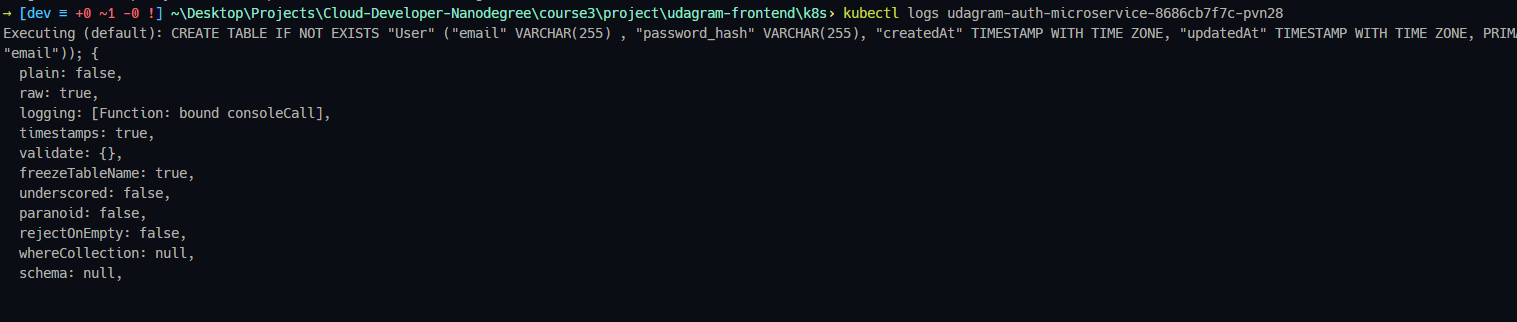 → [dev ≡ +0 ~1 -0 !] ~\Desktop\Projects\Cloud-Developer-Nanodegree\course3\project\udagram-frontend\k8s› kubectl logs udagram-auth-microservice-8686cb7f7c-pvn28
Executing (default): CREATE TABLE IF NOT EXISTS "User" ("email" VARCHAR(255) , "password_hash" VARCHAR(255), "createdAt" TIMESTAMP WITH TIME ZONE, "updatedAt" TIMESTAMP WITH TIME ZONE, PRIM
"email")); {
  plain: false,
  raw: true,
  logging: [Function: bound consoleCall],
  timestamps: true,
  validate: {},
  freezeTableName: true,
  underscored: false,
  paranoid: false,
  rejectOnEmpty: false,
  whereCollection: null,
  schema: null,